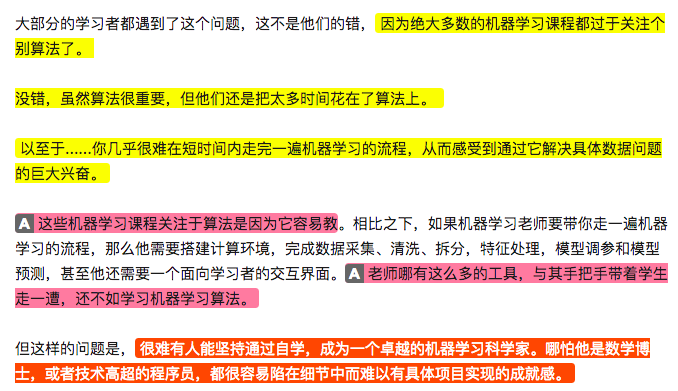 大部分的学习者都遇到了这个问题，这不是他们的错，因为绝大多数的机器学习课程都过于关注个
别算法了。
没错，虽然算法很重要，但他们还是把太多时间花在了算法上。
以至于......你几乎很难在短时间内走完一遍机器学习的流程，从而感受到通过它解决具体数据问题
的巨大兴奋。
A 这些机器学习课程关注于算法是因为它容易教。相比之下，如果机器学习老师要带你走一遍机器
学习的流程，那么他需要搭建计算环境，完成数据采集、清洗、拆分，特征处理，模型调参和模型
预测，甚至他还需要一个面向学习者的交互界面。A 老师哪有这么多的工具，与其手把手带着学生
走一遭，还不如学习机器学习算法。
但这样的问题是，很难有人能坚持通过自学，成为一个卓越的机器学习科学家。哪怕他是数学博
士，或者技术高超的程序员，都很容易陷在细节中而难以有具体项目实现的成就感。